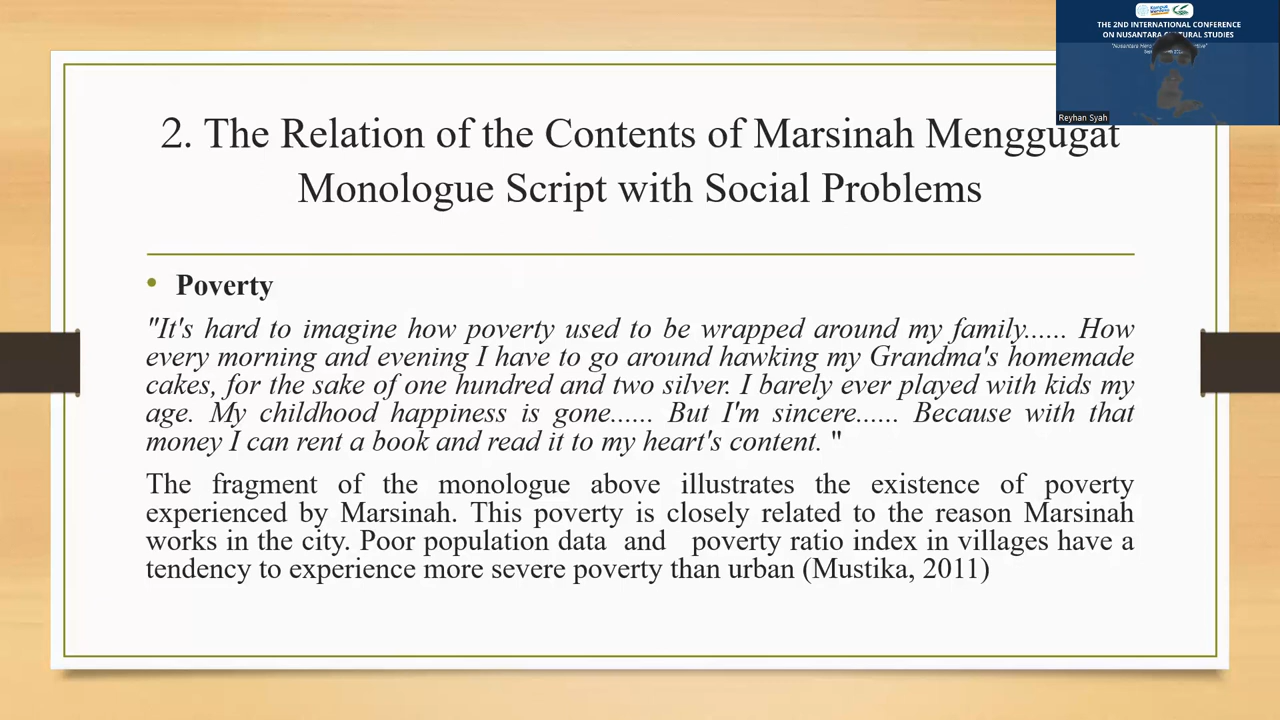 THE 2ND INTERNATIONAL CONFERENCE
ON NUSANTARA CULTURAL STUDIES
Reyhan Syah
2. The Relation of the Contents of Marsinah Menggugat
Monologue Script with Social Problems
• Poverty
"It's hard to imagine how poverty used to be wrapped around my family...... How
every morning and evening I have to go around hawking my Grandma's homemade
cakes, for the sake of one hundred and two silver. I barely ever played with kids my
age. My childhood happiness is gone...... But I'm sincere...... Because with that
money I can rent a book and read it to my heart's content. "
The fragment of the monologue above illustrates the existence of poverty
experienced by Marsinah. This poverty is closely related to the reason Marsinah
works in the city. Poor population data and poverty ratio index in villages have a
tendency to experience more severe poverty than urban (Mustika, 2011)